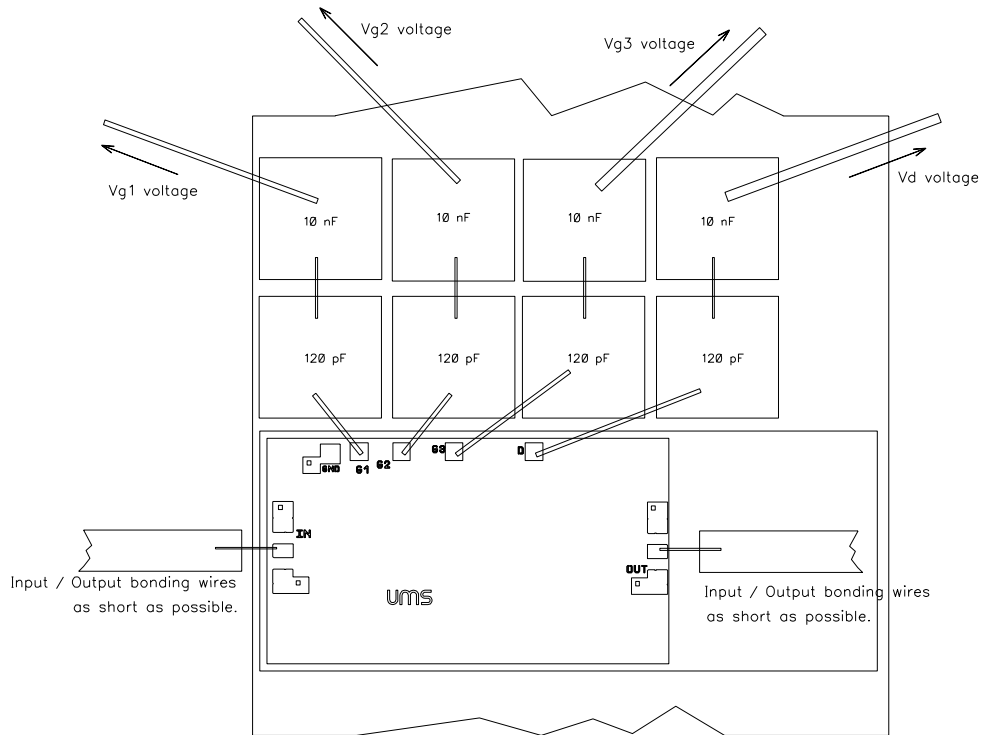 Vg2 voltage
Vg3 voltage
Vg1 voltage
Vd voltage
10 nF
10 nF
10 nF
10 nF
120 pF
120 pF
120 pF
120 pF
GND
G1
G2
G3
D
IN
OUT
ums
Input / Output bonding wires
as short as possible.
Input / Output bonding wires
as short as possible.